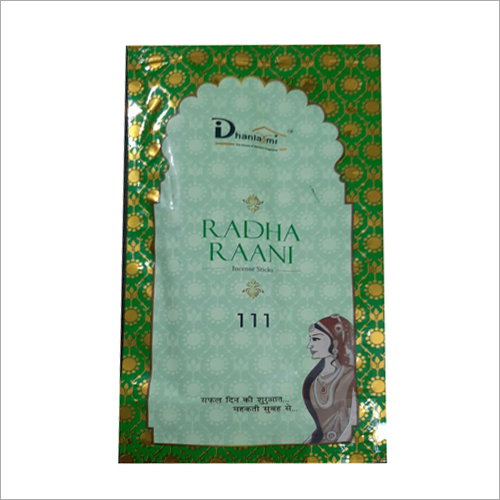 Dhanlaxmi
RADHA
RAANI
Incense Sticks
111
सफल दिन की शुरुआत...
महकती सुबह से...